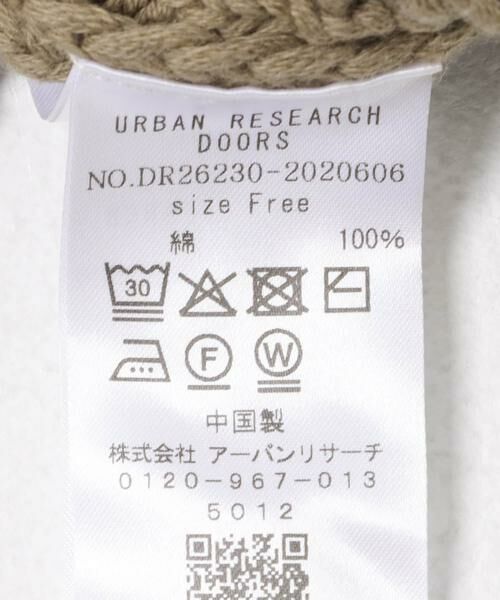 URBAN RESEARCH
DOORS
NO.DR26230-2020606
size Free
綿 100%
30
F W
中国製
株式会社 アーバンリサーチ
0120-967-013
5012